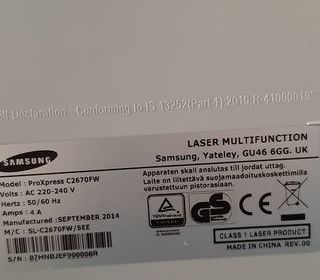 Declaration - Conforming to IS 13252(Part 1):2010,R-41000019"
SAMSUNG
Model : ProXpress C2670FW
Volts : AC 220-240 V
Hertz : 50/60 Hz
Amps : 4 A
Manufactured : SEPTEMBER 2014
M / C : SL-C2670FW/SEE
LASER MULTIFUNCTION
Samsung, Yateley, GU46 6GG. UK
Apparaten skall anslutas till jordat uttag.
Laite on liitettävä suojamaadoituskoskettimilla
varustettuun pistorasiaan.
CLASS 1 LASER PRODUCT
MADE IN CHINA REV. 00